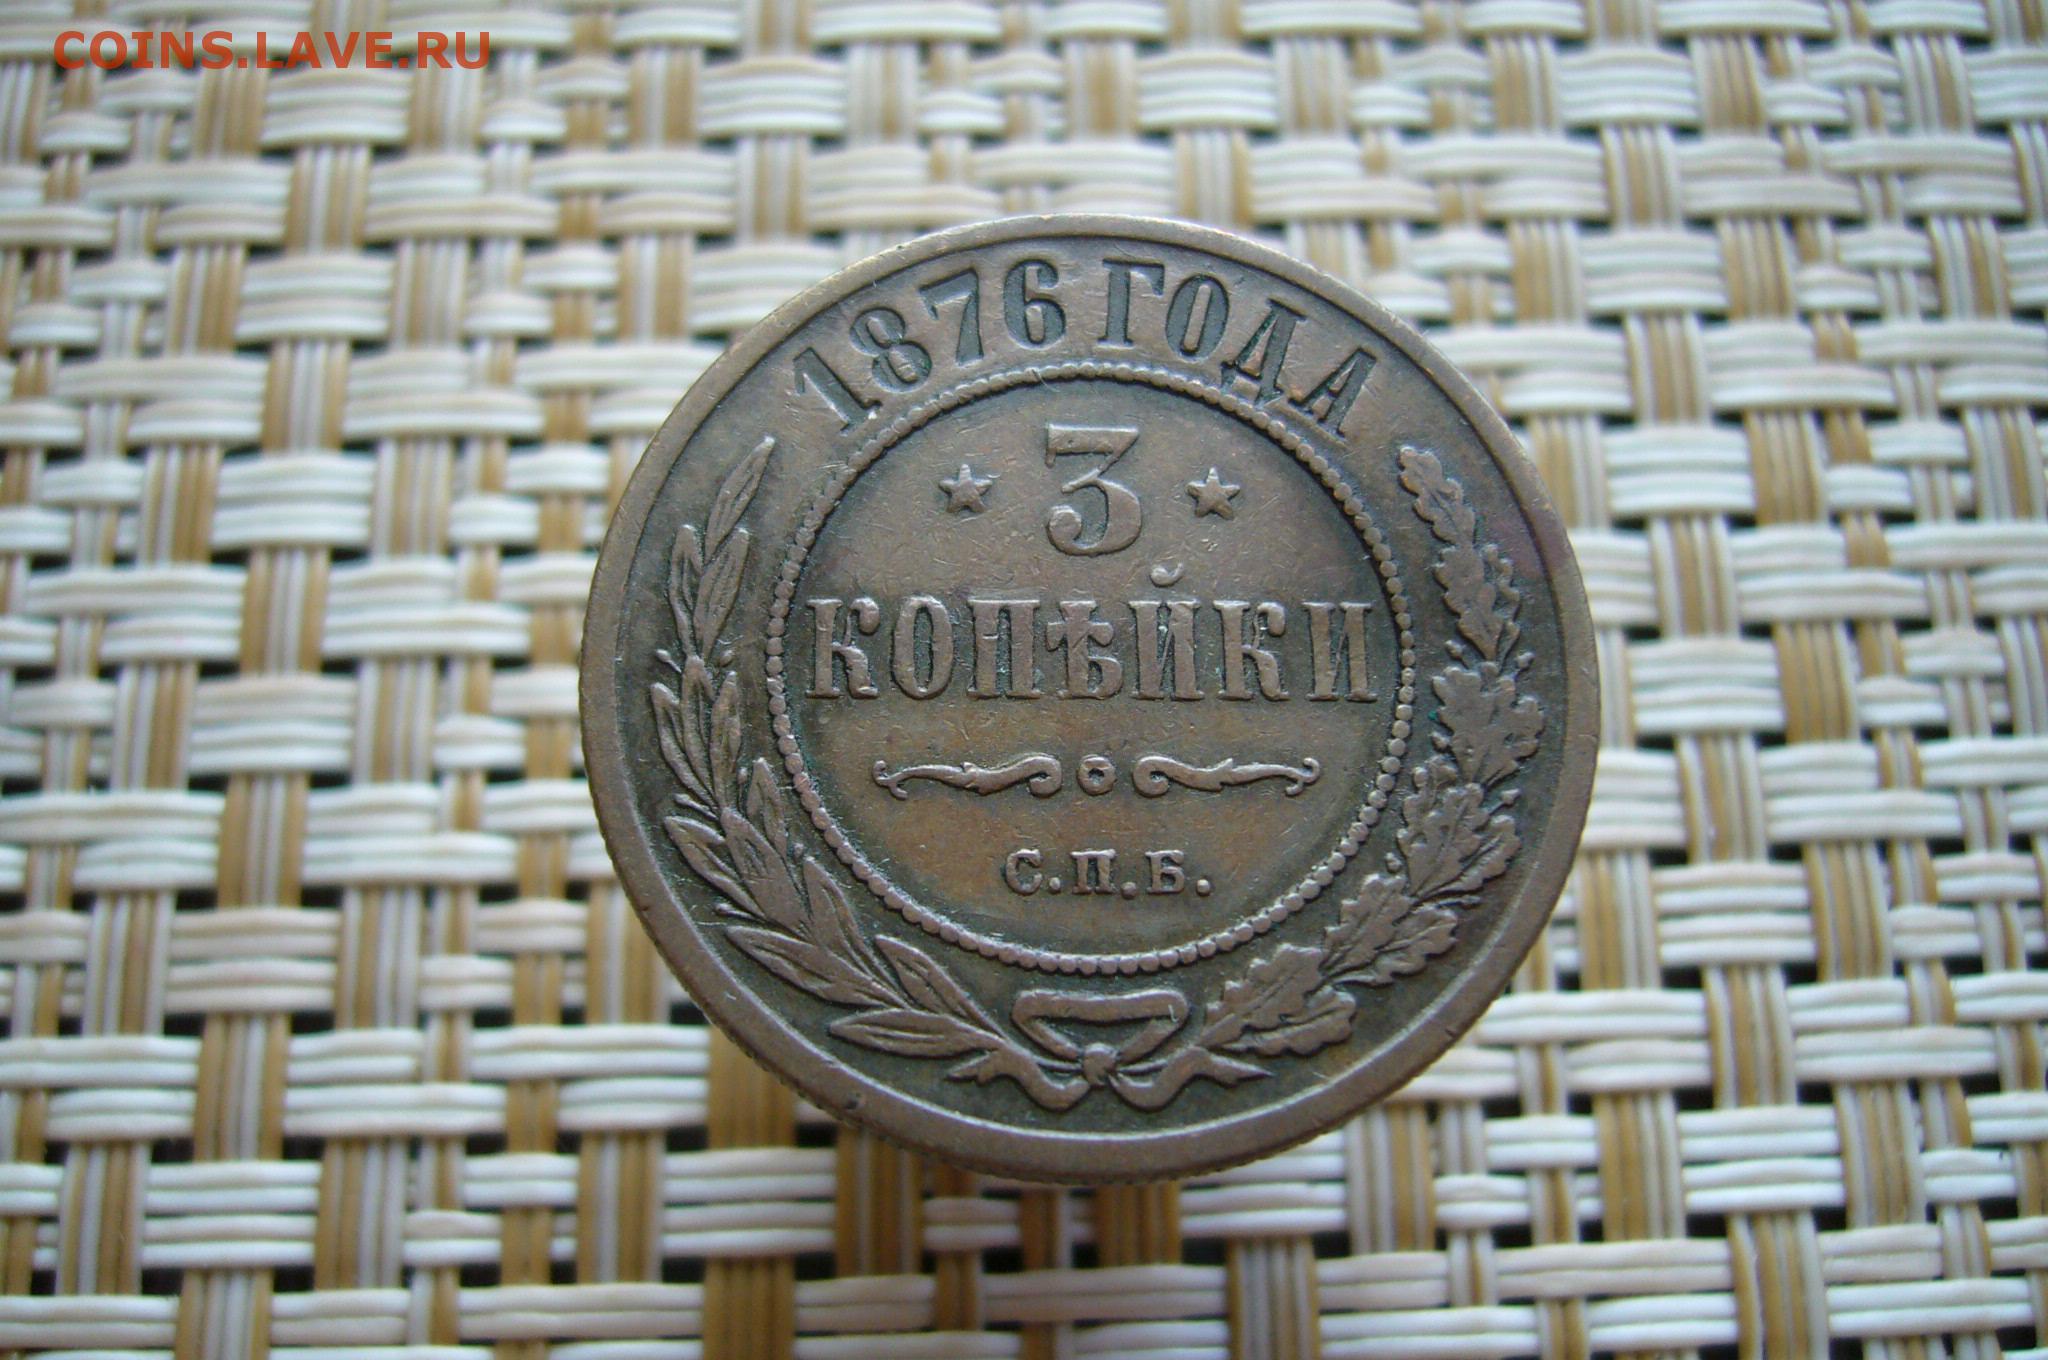 COINS.LAVE.RU
1876 ГОДА
3
КОПѢЙКИ
С.П.Б.